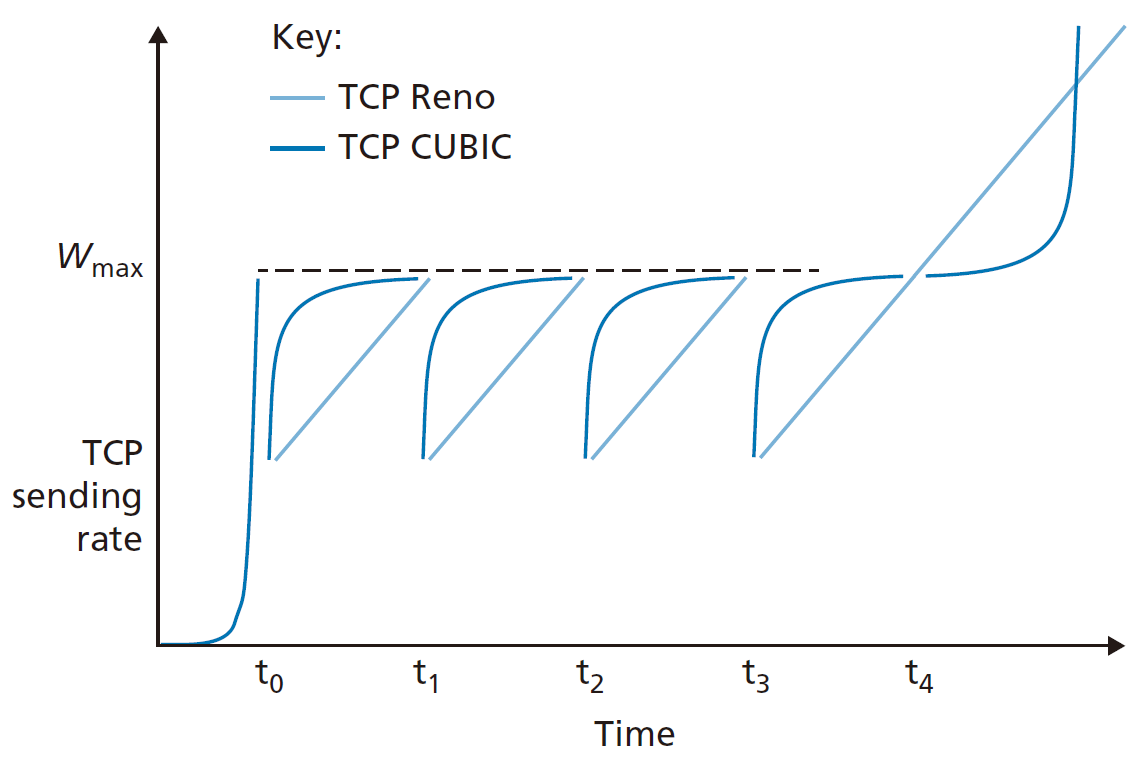 Key:
TCP Reno
TCP CUBIC
Wmax
TCP
sending
rate
t0 t1 t2 t3 t4
Time